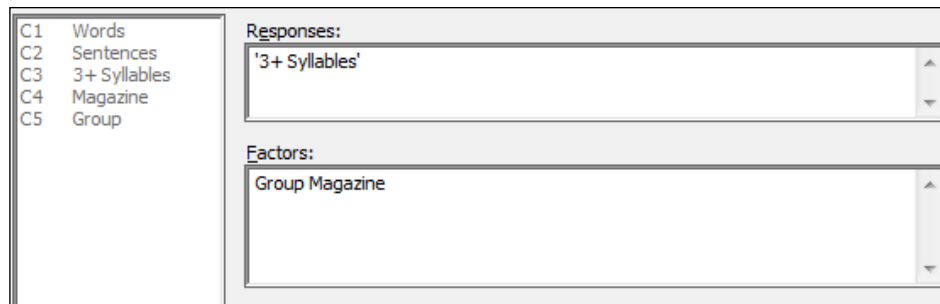 C1 Words
C2 Sentences
C3 3+ Syllables
C4 Magazine
C5 Group
Responses:
'3+ Syllables'
Factors:
Group Magazine